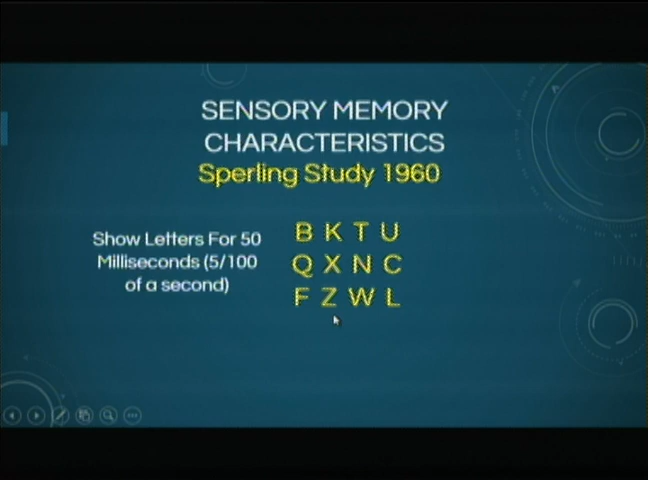 SENSORY MEMORY
CHARACTERISTICS
Sperling Study 1960
Show Letters For 50
Milliseconds (5/100
of a second)
B K T U
Q X N C
F Z W L